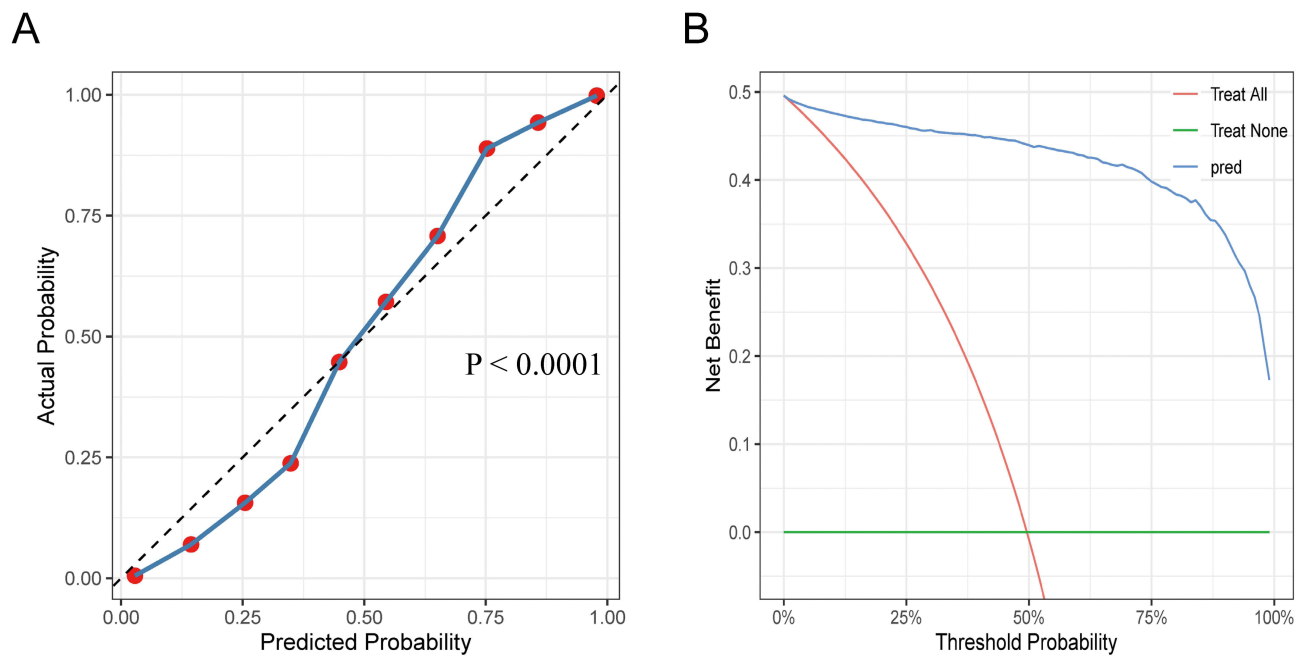 A
1.00
0.75
0.50
0.25
0.00
Actual Probability
P < 0.0001
0.00 0.25 0.50 0.75 1.00
Predicted Probability
B
0.5
0.4
0.3
0.2
0.1
0.0
Net Benefit
Treat All
Treat None
pred
0% 25% 50% 75% 100%
Threshold Probability